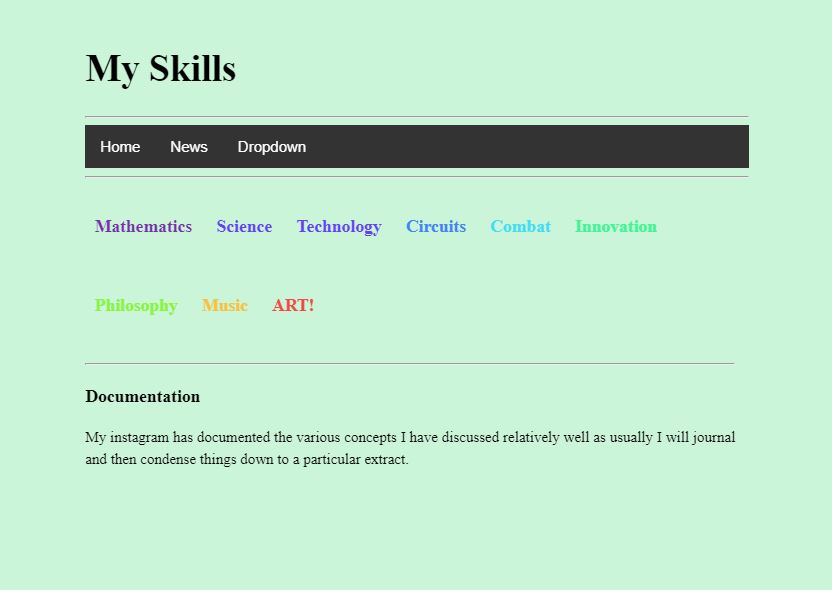 My Skills
Home News Dropdown
Mathematics Science Technology Circuits Combat Innovation
Philosophy Music ART!
Documentation
My instagram has documented the various concepts I have discussed relatively well as usually I will journal
and then condense things down to a particular extract.